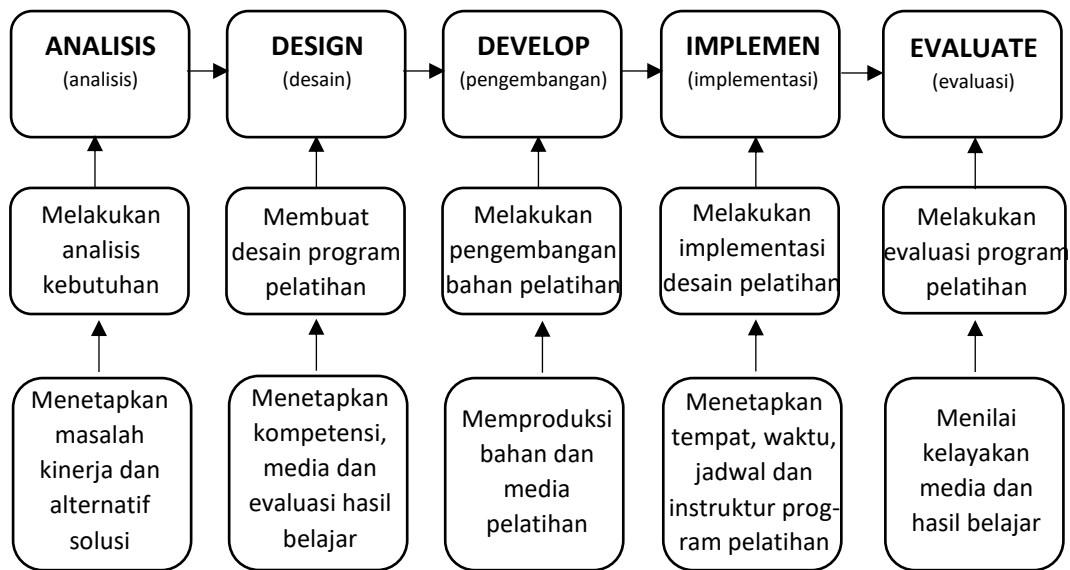 ANALISIS
(analisis)
DESIGN
(desain)
DEVELOP
(pengembangan)
IMPLEMEN
(implementasi)
EVALUATE
(evaluasi)
Melakukan
analisis
kebutuhan
Membuat
desain program
pelatihan
Melakukan
pengembangan
bahan pelatihan
Melakukan
implementasi
desain pelatihan
Melakukan
evaluasi program
pelatihan
Menetapkan
masalah
kinerja dan
alternatif
solusi
Menetapkan
kompetensi,
media dan
evaluasi hasil
belajar
Memproduksi
bahan dan
media
pelatihan
Menetapkan
tempat, waktu,
jadwal dan
instruktur prog-
ram pelatihan
Menilai
kelayakan
media dan
hasil belajar